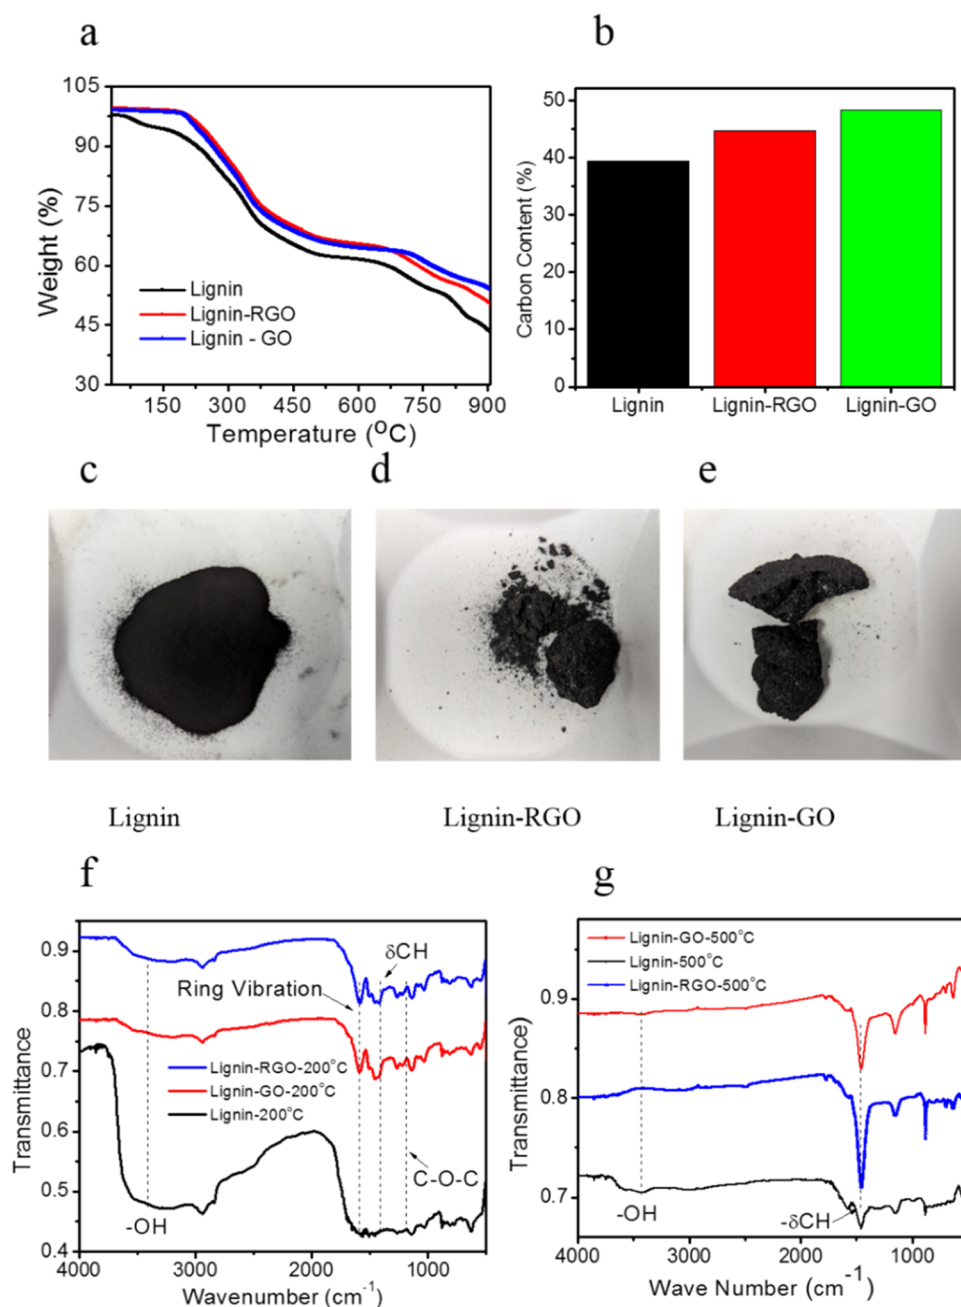 a
105
90
75
60
45
30
Weight (%)
Lignin
Lignin-RGO
Lignin - GO
150 300 450 600 750 900
Temperature (°C)
b
50
40
30
20
10
0
Carbon Content (%)
Lignin Lignin-RGO Lignin-GO
c d e
Lignin Lignin-RGO Lignin-GO
f
0.9
0.8
0.7
0.6
0.5
0.4
Transmittance
δCH
Ring Vibration
Lignin-RGO-200°C
Lignin-GO-200°C
Lignin-200°C
C-O-C
-OH
4000 3000 2000 1000
Wavenumber (cm⁻¹)
g
0.9
0.8
0.7
Transmittance)
Lignin-GO-500°C
Lignin-500°C
Lignin-RGO-500°C
-OH
-δCH
4000 3000 2000 1000
Wave Number (cm⁻¹)